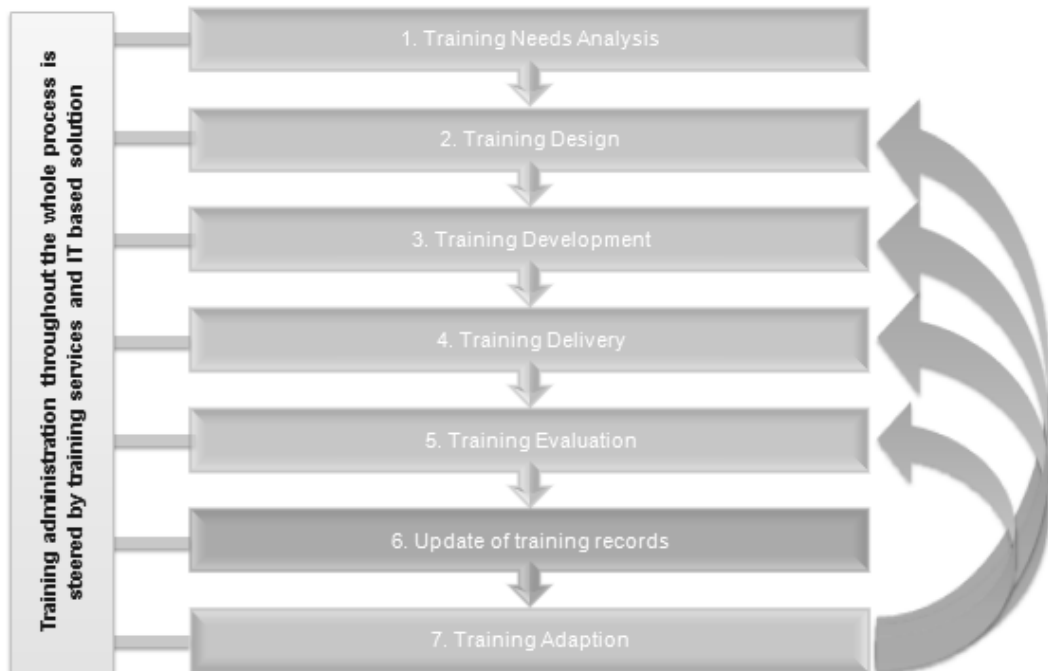 Training administration throughout the whole process is
steered by training services and IT based solution
1. Training Needs Analysis
2. Training Design
3. Training Development
4. Training Delivery
5. Training Evaluation
6. Update of training records
7. Training Adaption